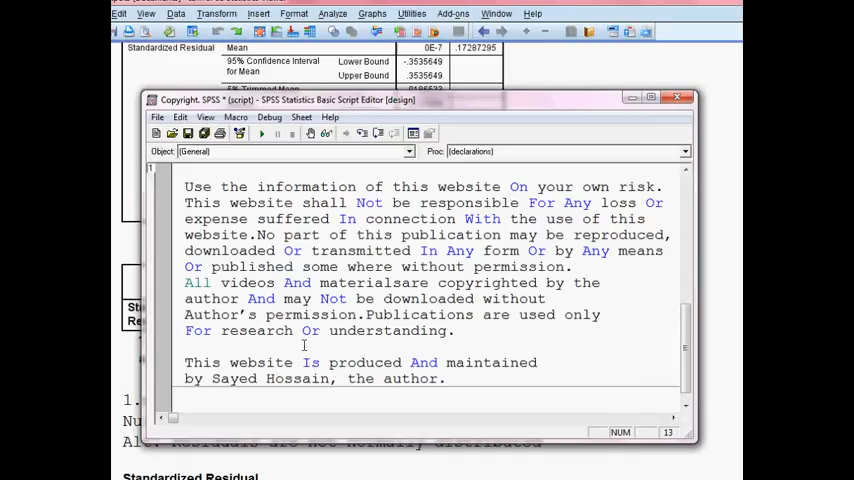 Edit View Data Transform Insert Format Analyze Graphs Utilities Add-ons Window Help
Standardized Residual Mean 0E-7 .17287295
95% Confidence Interval for Mean Lower Bound -.3535649
Upper Bound .3535649
Copyright. SPSS * (script) - SPSS Statistics Basic Script Editor [design]
File Edit View Macro Debug Sheet Help
Object: (General) Proc: (declarations)
1
Use the information of this website On your own risk.
This website shall Not be responsible For Any loss Or
expense suffered In connection With the use of this
website.No part of this publication may be reproduced,
downloaded Or transmitted In Any form Or by Any means
Or published some where without permission.
All videos And materialsare copyrighted by the
author And may Not be downloaded without
Author's permission.Publications are used only
For research Or understanding.
This website Is produced And maintained
by Sayed Hossain, the author.
1.
NUM 13
Standardized Residual